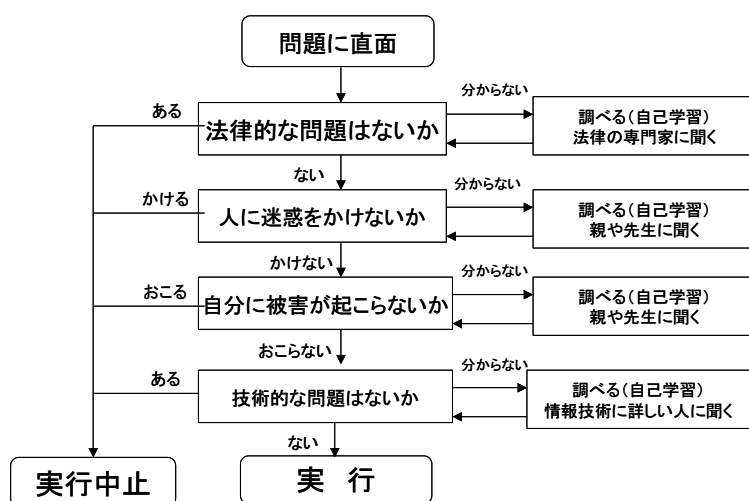 問題に直面
ある
法律的な問題はないか
分からない
調べる(自己学習)
法律の専門家に聞く
ない
かける
人に迷惑をかけないか
分からない
調べる(自己学習)
親や先生に聞く
かけない
おこる
自分に被害が起こらないか
分からない
調べる(自己学習)
親や先生に聞く
おこらない
ある
技術的な問題はないか
分からない
調べる(自己学習)
情報技術に詳しい人に聞く
ない
実行中止
実 行